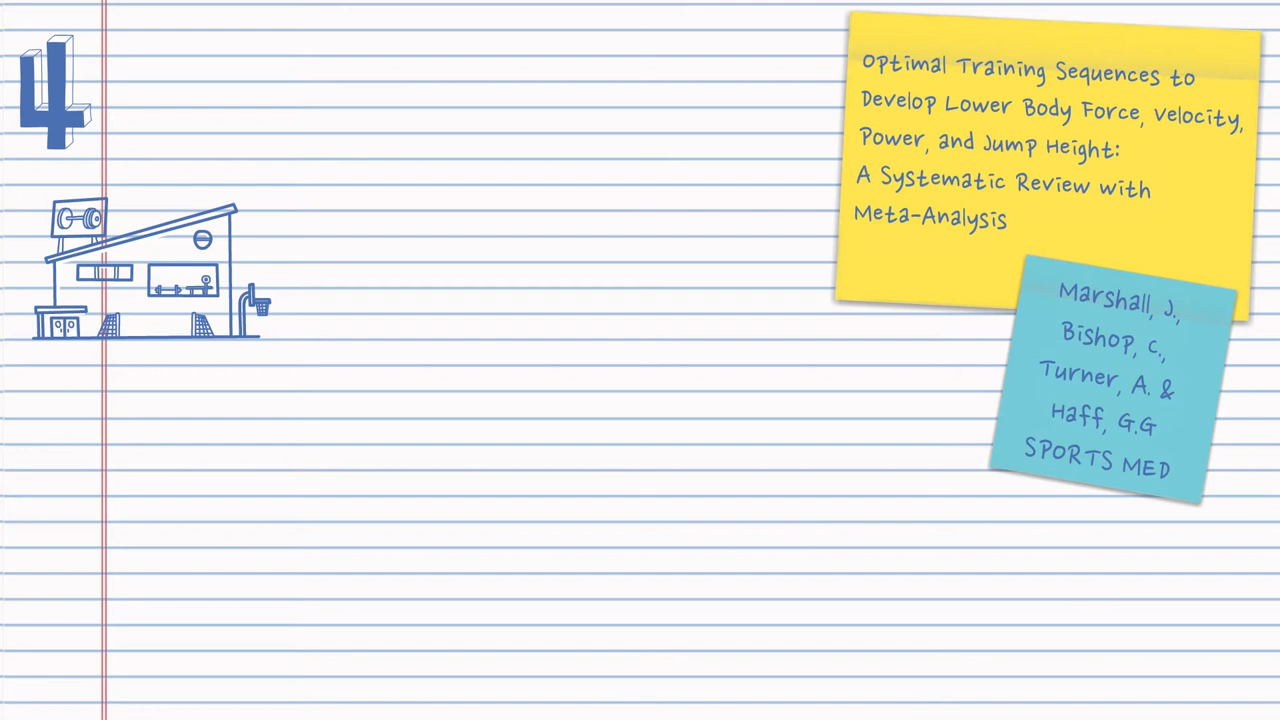 4
Optimal Training Sequences to
Develop Lower Body Force, Velocity,
Power, and Jump Height:
A Systematic Review with
Meta-Analysis
Marshall, J.,
Bishop, C.,
Turner, A. &
Haff, G.G
SPORTS MED